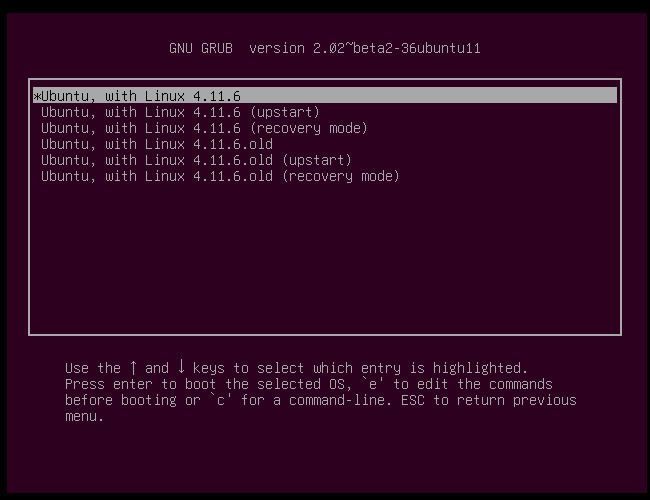 GNU GRUB  version 2.02~beta2-36ubuntu11
*Ubuntu, with Linux 4.11.6
Ubuntu, with Linux 4.11.6 (upstart)
Ubuntu, with Linux 4.11.6 (recovery mode)
Ubuntu, with Linux 4.11.6.old
Ubuntu, with Linux 4.11.6.old (upstart)
Ubuntu, with Linux 4.11.6.old (recovery mode)
Use the ↑ and ↓ keys to select which entry is highlighted.
Press enter to boot the selected OS, `e' to edit the commands
before booting or `c' for a command-line. ESC to return previous
menu.